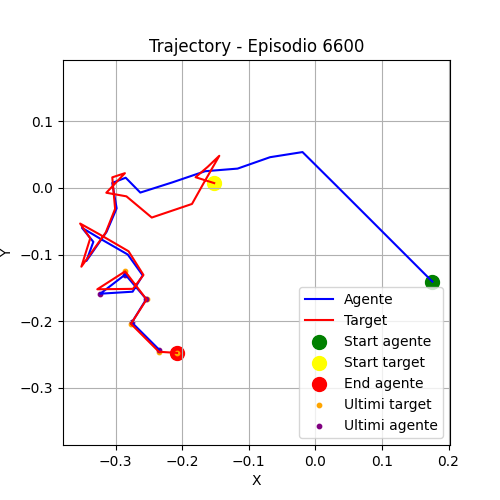 Trajectory - Episodio 6600
Y
0.1
0.0
−0.1
−0.2
−0.3
Agente
Target
Start agente
Start target
End agente
Ultimi target
Ultimi agente
−0.3
−0.2
−0.1
0.0
0.1
0.2
X